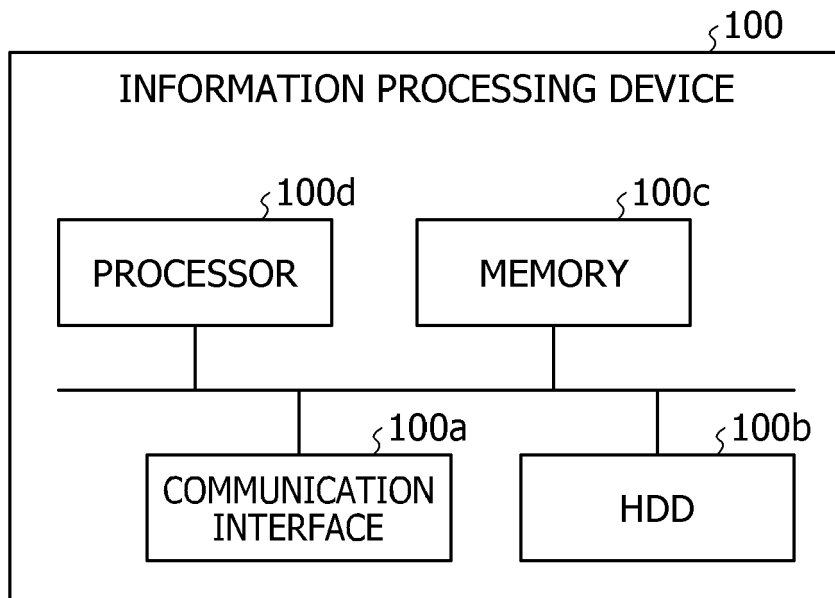 100
INFORMATION PROCESSING DEVICE
100d
100c
PROCESSOR
MEMORY
100a
100b
COMMUNICATION
INTERFACE
HDD